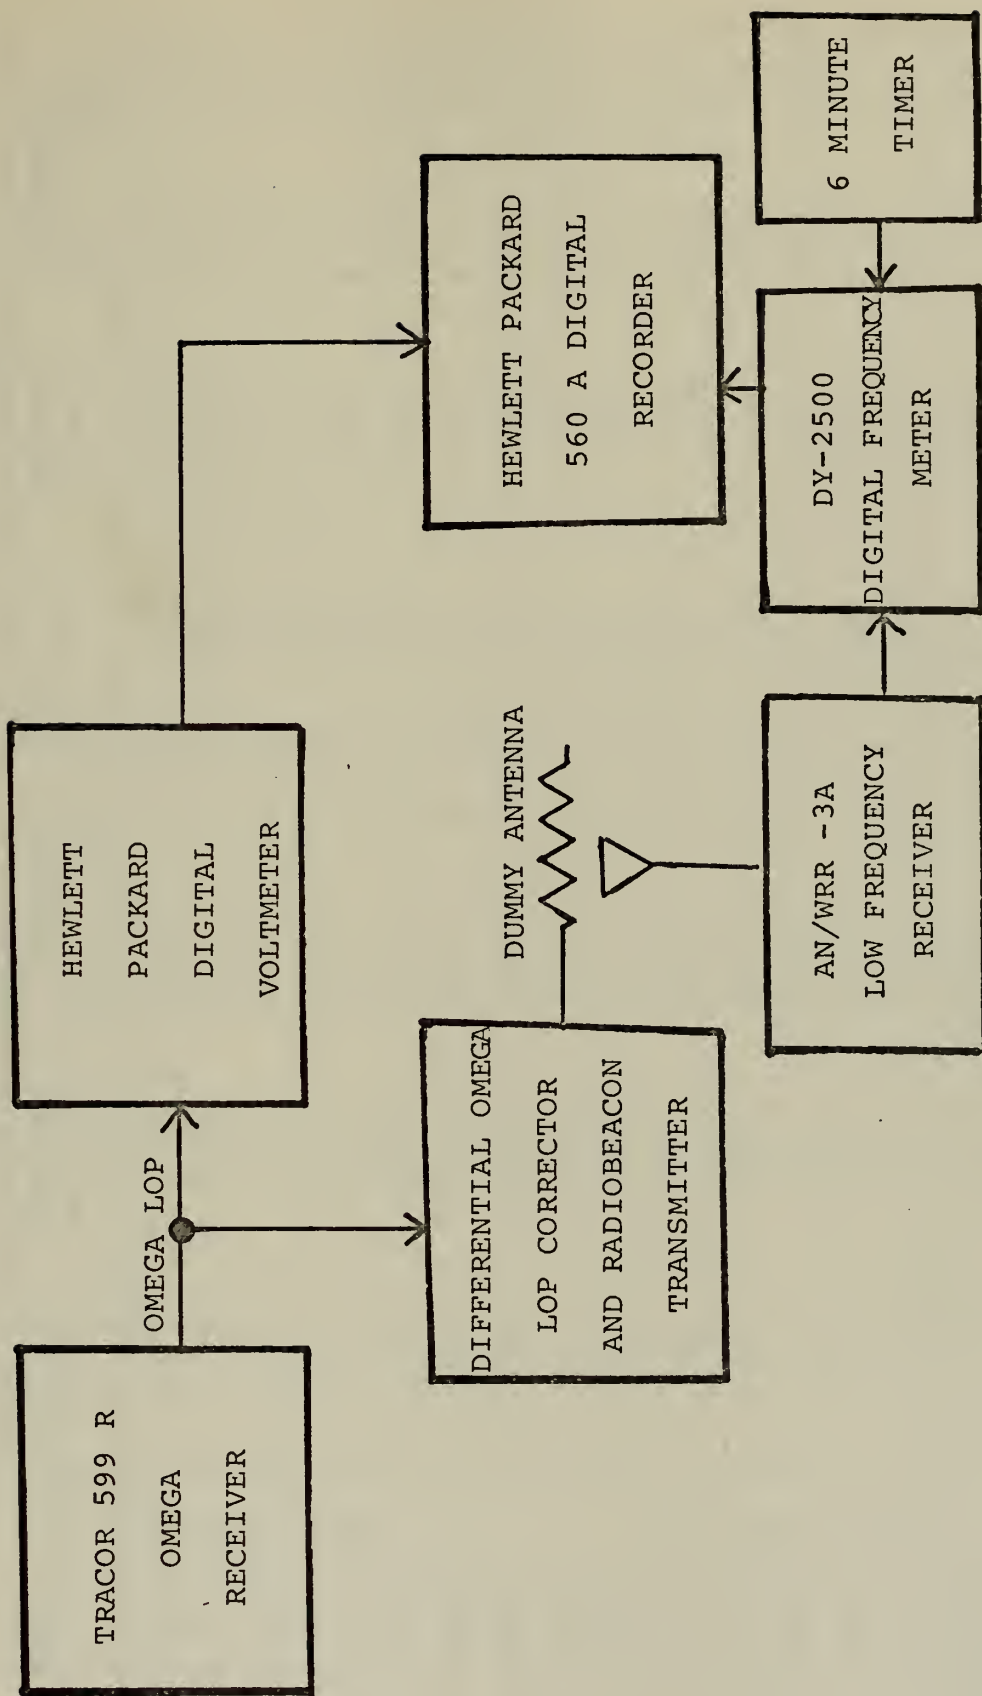 TRACOR 599 R
OMEGA
RECEIVER
OMEGA LOP
HEWLETT
PACKARD
DIGITAL
VOLTMETER
DIFFERENTIAL OMEGA
LOP CORRECTOR
AND RADIOBEACON
TRANSMITTER
DUMMY ANTENNA
HEWLETT PACKARD
560 A DIGITAL
RECORDER
AN/WRR -3A
LOW FREQUENCY
RECEIVER
DY-2500
DIGITAL FREQUENCY
METER
6 MINUTE
TIMER